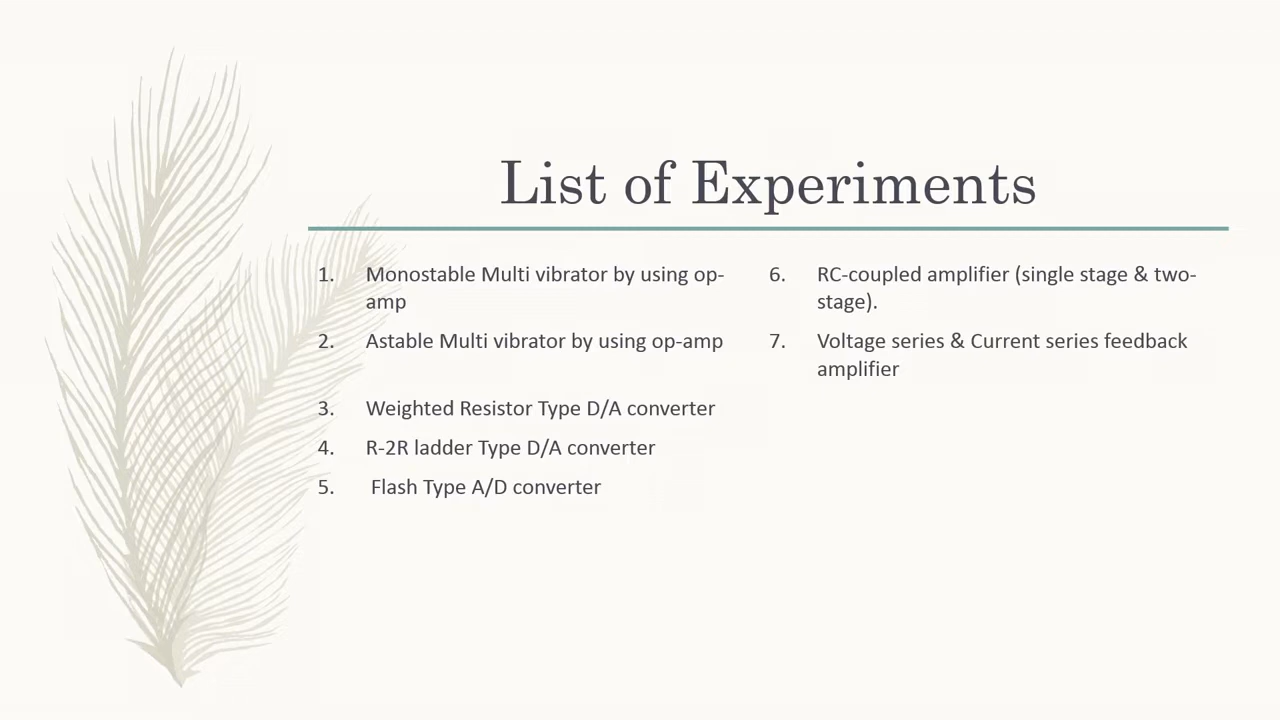 List of Experiments
1. Monostable Multi vibrator by using op-
amp
2. Astable Multi vibrator by using op-amp
3. Weighted Resistor Type D/A converter
4. R-2R ladder Type D/A converter
5. Flash Type A/D converter
6. RC-coupled amplifier (single stage & two-
stage).
7. Voltage series & Current series feedback
amplifier